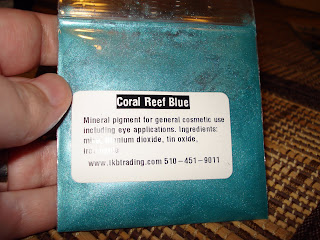 Coral Reef Blue
Mineral pigment for general cosmetic use
including eye applications. Ingredients:
dioxide, tin oxide,
www.tkbtrading.com 510-451-9011